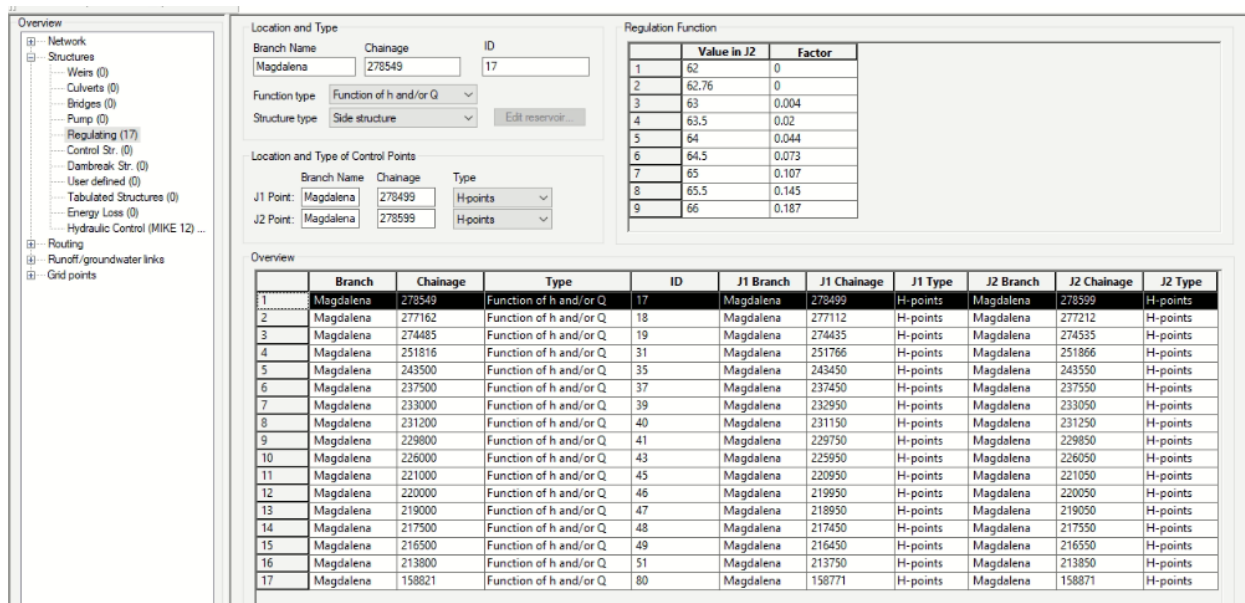 Overview
Network
Structures
Weirs (0)
Culverts (0)
Bridges (0)
Pump (0)
Regulating (17)
Control Str. (0)
Dambreak Str. (0)
User defined (0)
Tabulated Structures (0)
Energy Loss (0)
Hydraulic Control (MIKE 12) ...
Routing
Runoff/groundwater links
Grid points
Location and Type
Branch Name Chainage ID
Magdalena 278549 17
Function type Function of h and/or Q
Structure type Side structure Edit reservoir...
Location and Type of Control Points
Branch Name Chainage Type
J1 Point: Magdalena 278499 H-points
J2 Point: Magdalena 278599 H-points
Regulation Function
Value in J2 Factor
1 62 0
2 62.76 0
3 63 0.004
4 63.5 0.02
5 64 0.044
6 64.5 0.073
7 65 0.107
8 65.5 0.145
9 66 0.187
Overview
Branch Chainage Type ID J1 Branch J1 Chainage J1 Type J2 Branch J2 Chainage J2 Type
1 Magdalena 278549 Function of h and/or Q 17 Magdalena 278499 H-points Magdalena 278599 H-points
2 Magdalena 277162 Function of h and/or Q 18 Magdalena 277112 H-points Magdalena 277212 H-points
3 Magdalena 274485 Function of h and/or Q 19 Magdalena 274435 H-points Magdalena 274535 H-points
4 Magdalena 251816 Function of h and/or Q 31 Magdalena 251766 H-points Magdalena 251866 H-points
5 Magdalena 243500 Function of h and/or Q 35 Magdalena 243450 H-points Magdalena 243550 H-points
6 Magdalena 237500 Function of h and/or Q 37 Magdalena 237450 H-points Magdalena 237550 H-points
7 Magdalena 233000 Function of h and/or Q 39 Magdalena 232950 H-points Magdalena 233050 H-points
8 Magdalena 231200 Function of h and/or Q 40 Magdalena 231150 H-points Magdalena 231250 H-points
9 Magdalena 229800 Function of h and/or Q 41 Magdalena 229750 H-points Magdalena 229850 H-points
10 Magdalena 226000 Function of h and/or Q 43 Magdalena 225950 H-points Magdalena 226050 H-points
11 Magdalena 221000 Function of h and/or Q 45 Magdalena 220950 H-points Magdalena 221050 H-points
12 Magdalena 220000 Function of h and/or Q 46 Magdalena 219950 H-points Magdalena 220050 H-points
13 Magdalena 219000 Function of h and/or Q 47 Magdalena 218950 H-points Magdalena 219050 H-points
14 Magdalena 217500 Function of h and/or Q 48 Magdalena 217450 H-points Magdalena 217550 H-points
15 Magdalena 216500 Function of h and/or Q 49 Magdalena 216450 H-points Magdalena 216550 H-points
16 Magdalena 213800 Function of h and/or Q 51 Magdalena 213750 H-points Magdalena 213850 H-points
17 Magdalena 158821 Function of h and/or Q 80 Magdalena 158771 H-points Magdalena 158871 H-points